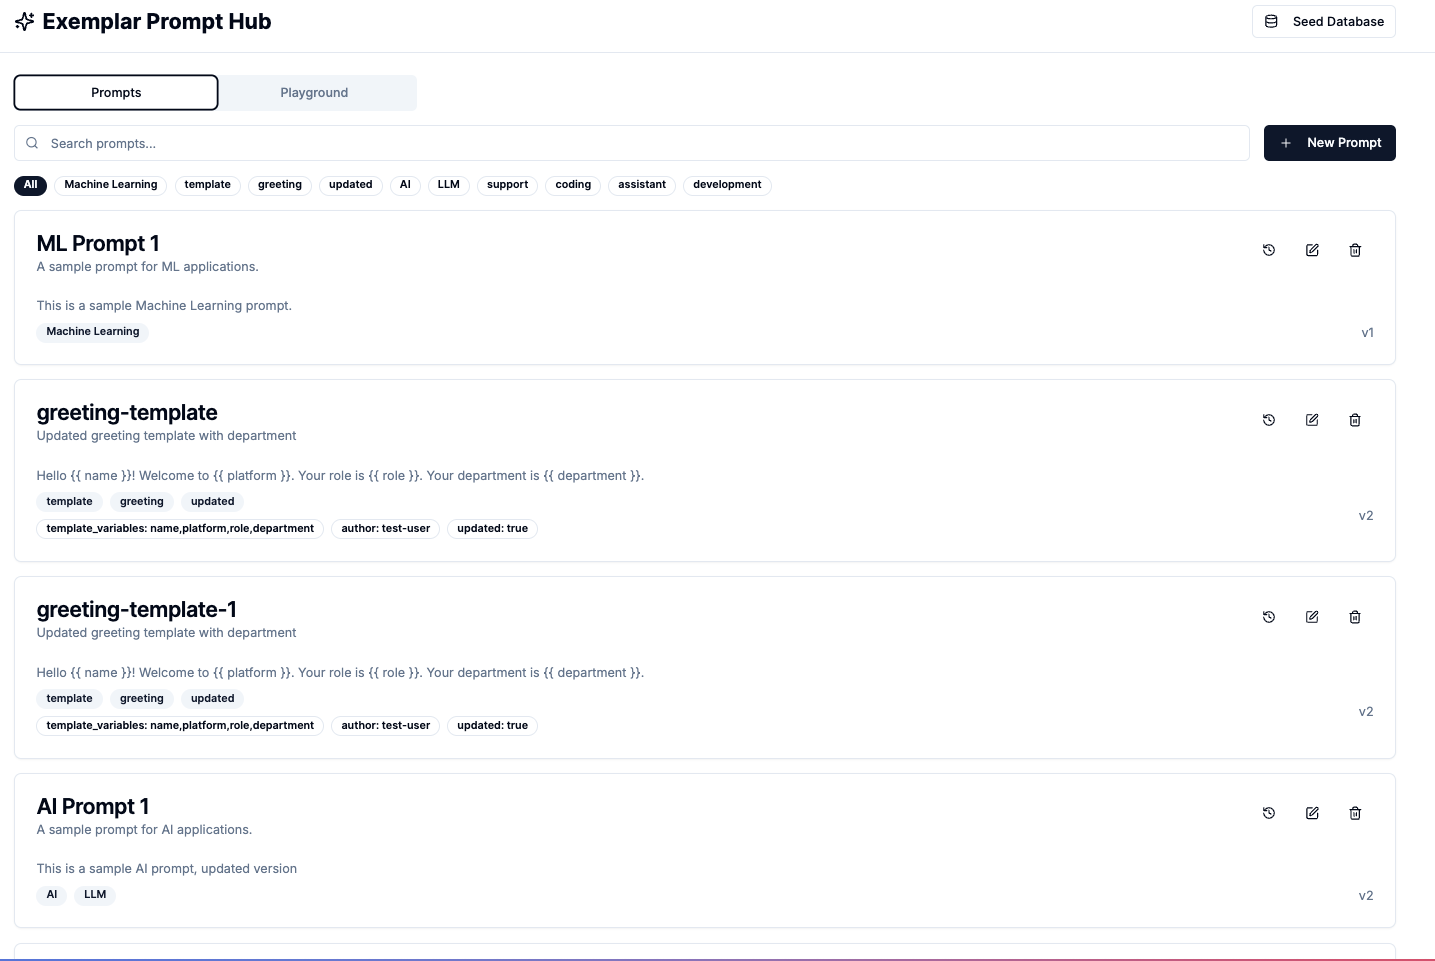 Exemplar Prompt Hub
Seed Database
Prompts
Playground
Search prompts...
New Prompt
All
Machine Learning
template
greeting
updated
AI
LLM
support
coding
assistant
development
ML Prompt 1
A sample prompt for ML applications.
This is a sample Machine Learning prompt.
Machine Learning
v1
greeting-template
Updated greeting template with department
Hello {{ name }}! Welcome to {{ platform }}. Your role is {{ role }}. Your department is {{ department }}.
template greeting updated
template_variables: name,platform,role,department author: test-user updated: true
v2
greeting-template-1
Updated greeting template with department
Hello {{ name }}! Welcome to {{ platform }}. Your role is {{ role }}. Your department is {{ department }}.
template greeting updated
template_variables: name,platform,role,department author: test-user updated: true
v2
AI Prompt 1
A sample prompt for AI applications.
This is a sample AI prompt, updated version
AI LLM
v2